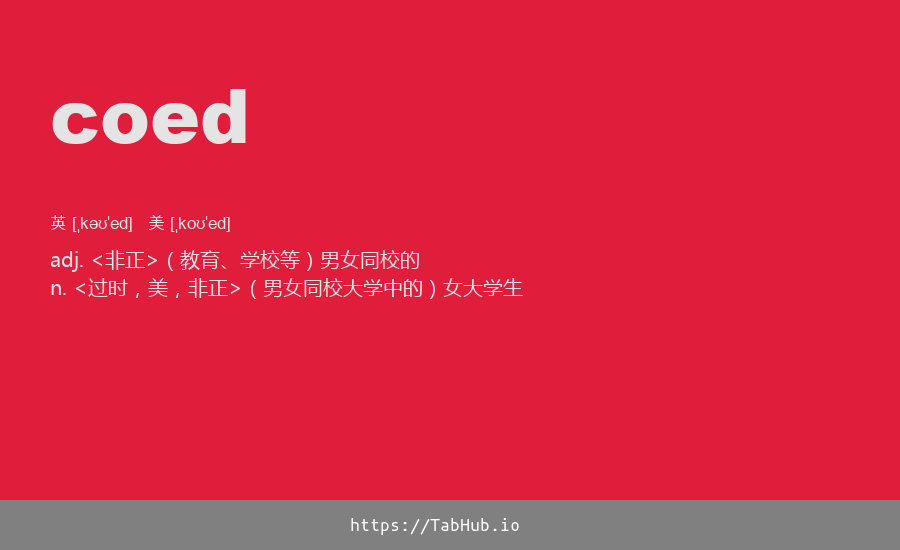 coed
英 [ˌkəʊˈed] 美 [ˌkoʊˈed]
adj. <非正>（教育、学校等）男女同校的
n. <过时，美，非正>（男女同校大学中的）女大学生
https://TabHub.io